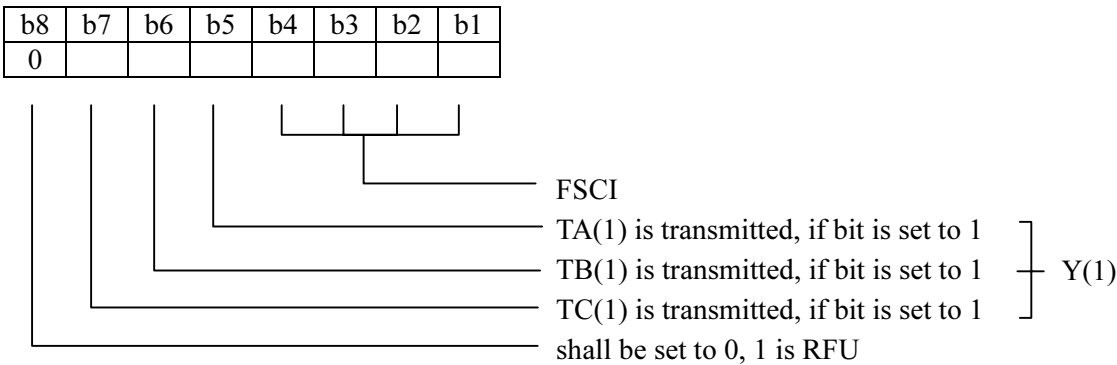 b8 b7 b6 b5 b4 b3 b2 b1
0
FSCI
TA(1) is transmitted, if bit is set to 1
TB(1) is transmitted, if bit is set to 1 Y(1)
TC(1) is transmitted, if bit is set to 1
shall be set to 0, 1 is RFU